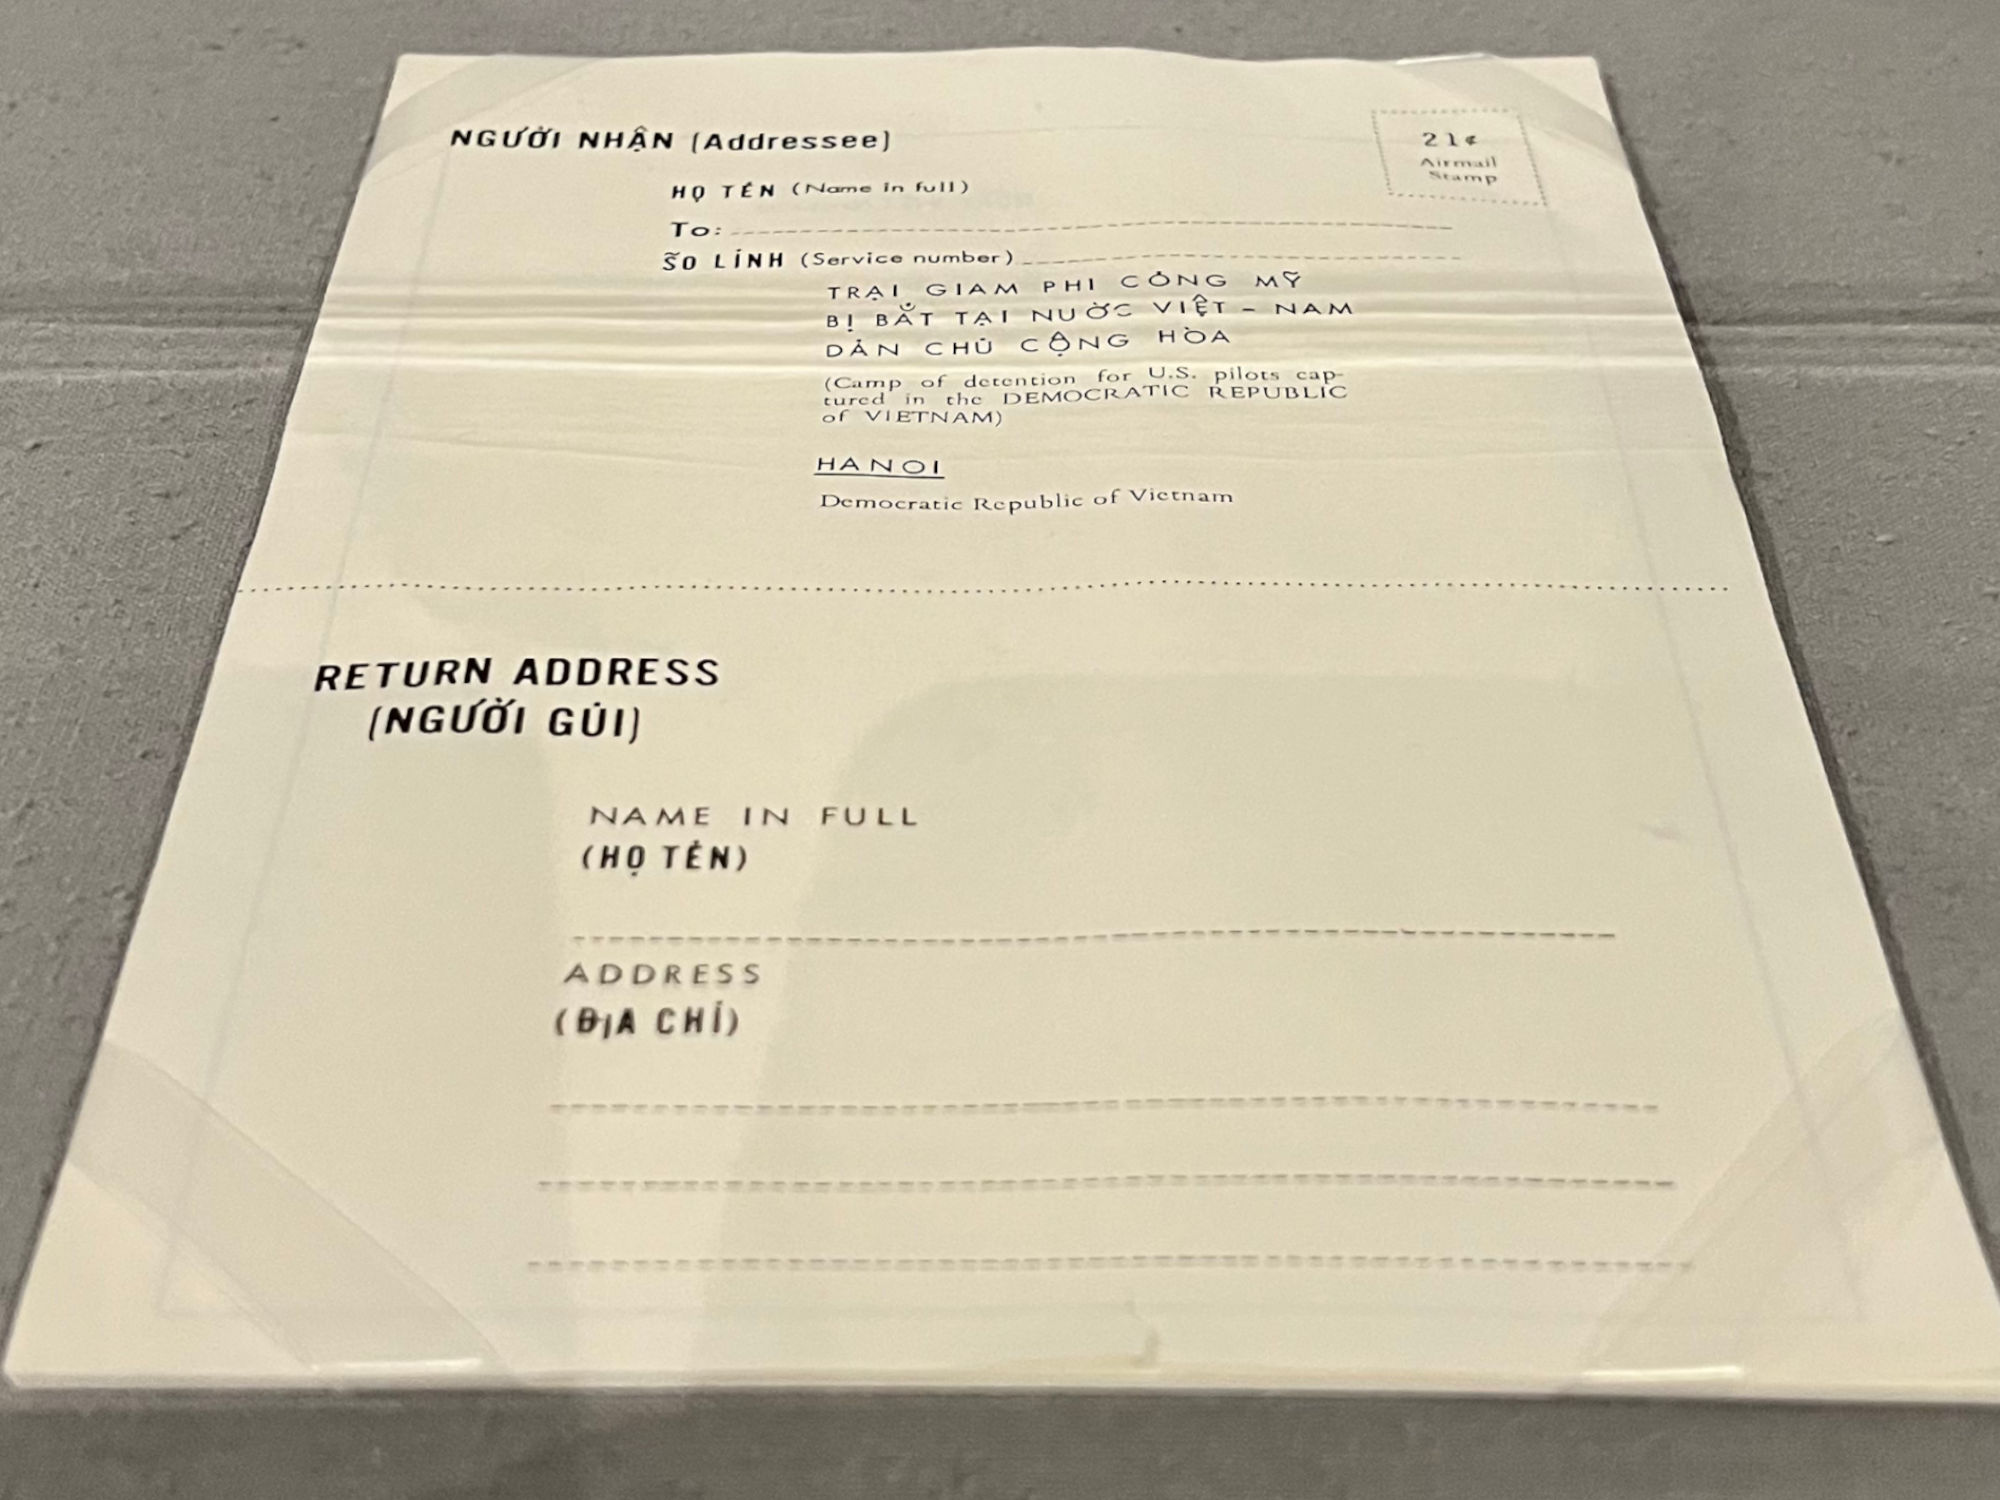 NGƯỜI NHẬN (Addressee)
21¢
Airmail
Stamp
HỌ TÊN (Name in full)
To:
SỐ LÍNH (Service number)
TRẠI GIAM PHI CÔNG MỸ
BỊ BẮT TẠI NƯỚC VIỆT - NAM
DÂN CHỦ CỘNG HÒA
(Camp of detention for U.S. pilots cap-
tured in the DEMOCRATIC REPUBLIC
of VIETNAM)
HANOI
Democratic Republic of Vietnam
RETURN ADDRESS
(NGƯỜI GỬI)
NAME IN FULL
(HỌ TÊN)
ADDRESS
(ĐỊA CHỈ)